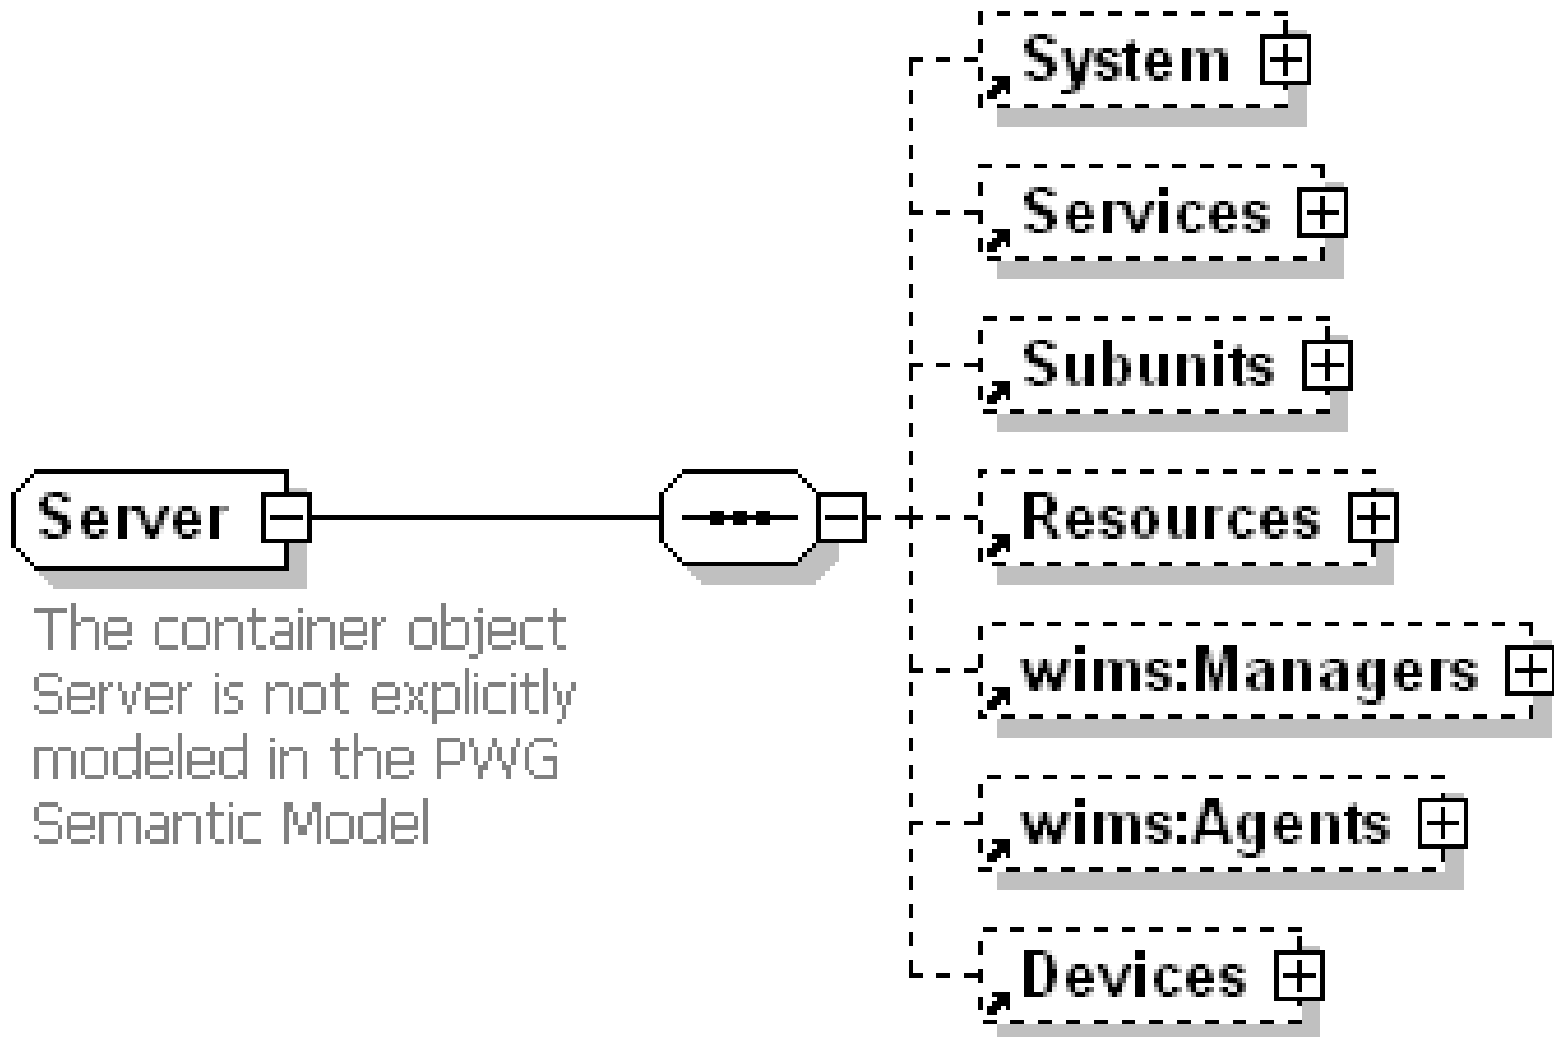 System
Services
Subunits
Server
Resources
The container object
Server is not explicitly
modeled in the PWG
Semantic Model
wims:Managers
wims:Agents
Devices